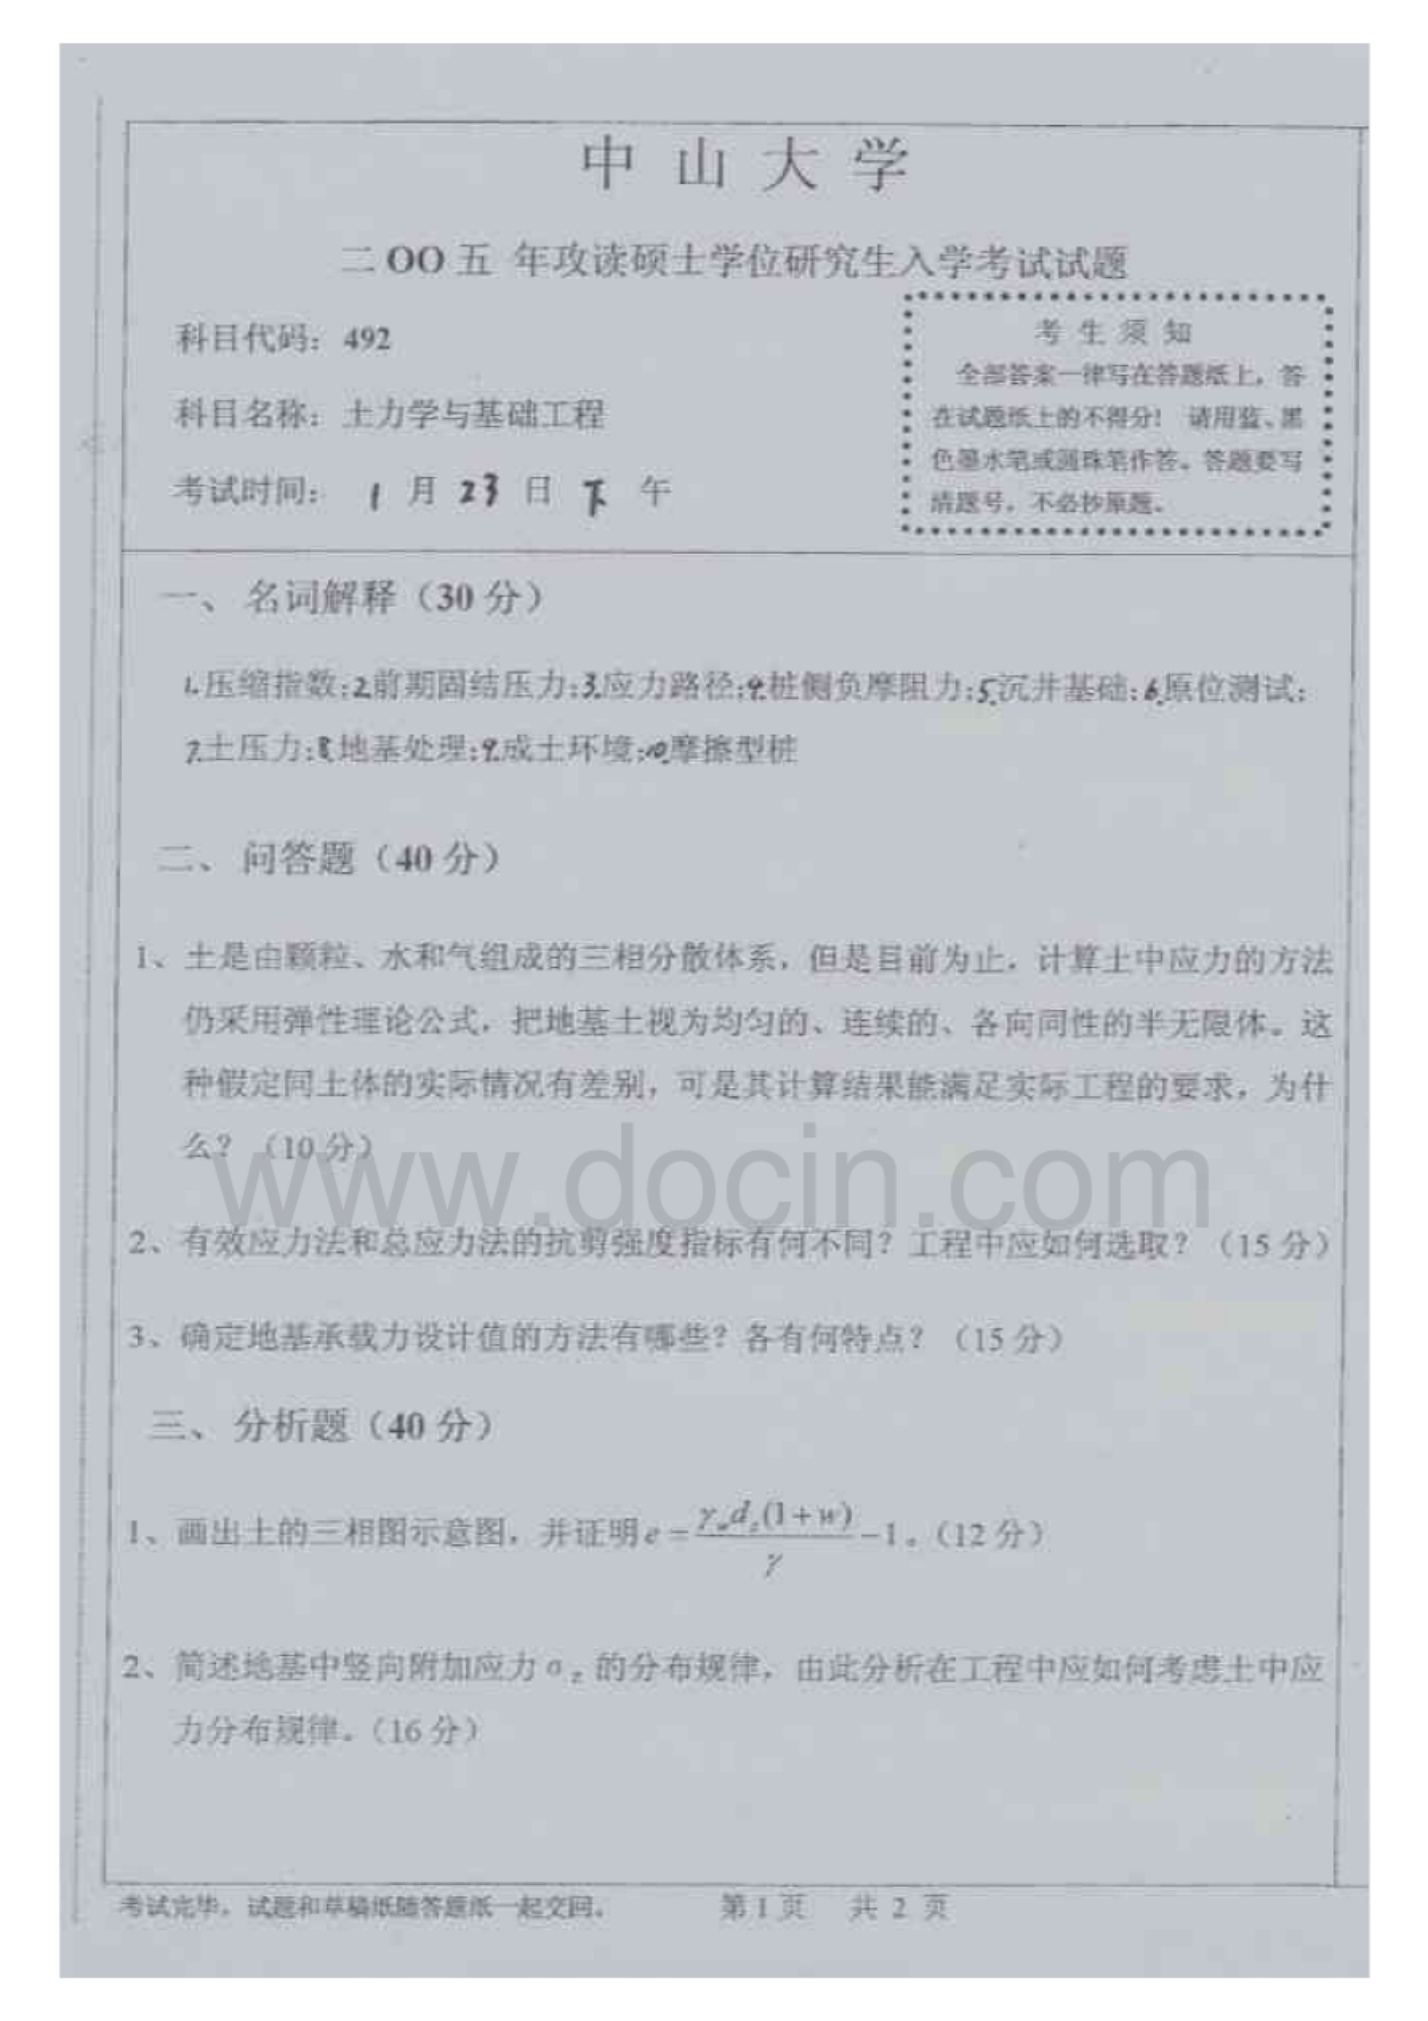 中山大学
二OO五 年攻读硕士学位研究生入学考试试题
科目代码：492
科目名称：土力学与基础工程
考试时间： 1 月 23 日 下 午
考生须知
全部答案一律写在答题纸上，答
在试题纸上的不得分！ 请用蓝、黑
色墨水笔或圆珠笔作答。答题要写
清题号，不必抄原题。
一、 名词解释（30 分）
1.压缩指数；2.前期固结压力；3.应力路径；4.桩侧负摩阻力；5.沉井基础；6.原位测试；
7.土压力；8.地基处理；9.成土环境；10.摩擦型桩
二、 问答题（40 分）
1、土是由颗粒、水和气组成的三相分散体系，但是目前为止，计算土中应力的方法
仍采用弹性理论公式，把地基土视为均匀的、连续的、各向同性的半无限体。这
种假定同土体的实际情况有差别，可是其计算结果能满足实际工程的要求，为什
么？（10 分）
www.docin.com
2、有效应力法和总应力法的抗剪强度指标有何不同？工程中应如何选取？（15 分）
3、确定地基承载力设计值的方法有哪些？各有何特点？（15 分）
三、 分析题（40 分）
1、画出土的三相图示意图，并证明 e = γ_w d_s (1+w) / γ − 1 。（12 分）
2、简述地基中竖向附加应力 σ_z 的分布规律，由此分析在工程中应如何考虑土中应
力分布规律。（16 分）
考试完毕，试题和草稿纸随答题纸一起交回。 第 1 页 共 2 页